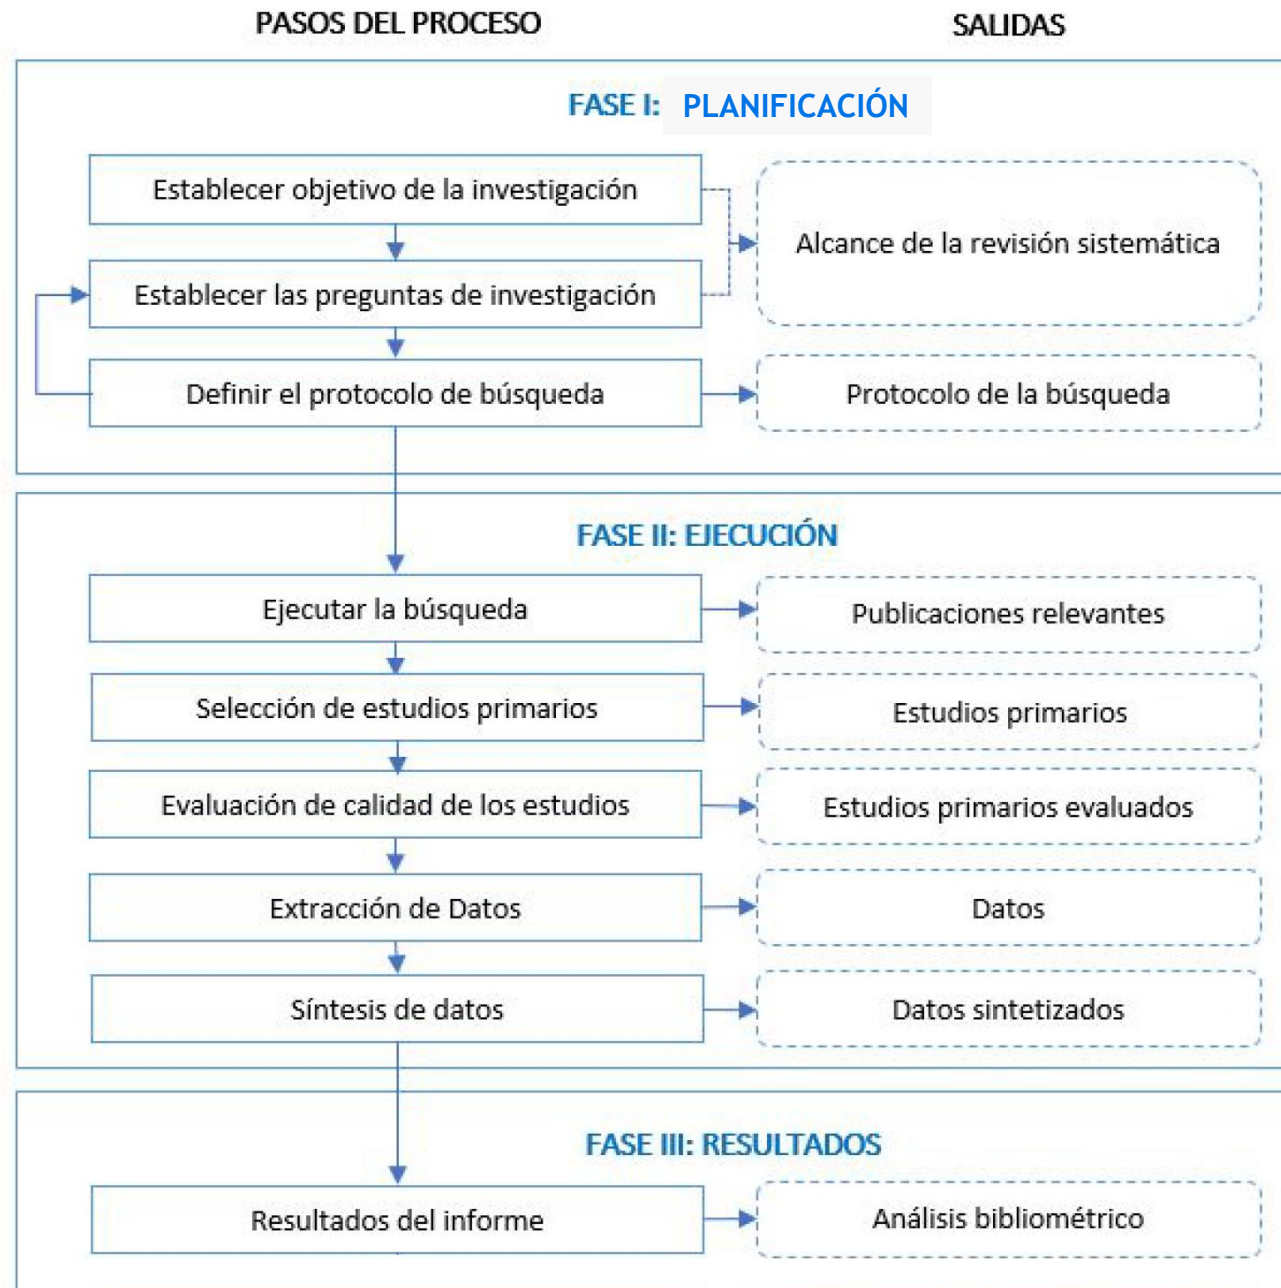 PASOS DEL PROCESO
SALIDAS
FASE I: PLANIFICACIÓN
Establecer objetivo de la investigación
Alcance de la revisión sistemática
Establecer las preguntas de investigación
Definir el protocolo de búsqueda
Protocolo de la búsqueda
FASE II: EJECUCIÓN
Ejecutar la búsqueda
Publicaciones relevantes
Selección de estudios primarios
Estudios primarios
Evaluación de calidad de los estudios
Estudios primarios evaluados
Extracción de Datos
Datos
Síntesis de datos
Datos sintetizados
FASE III: RESULTADOS
Resultados del informe
Análisis bibliométrico